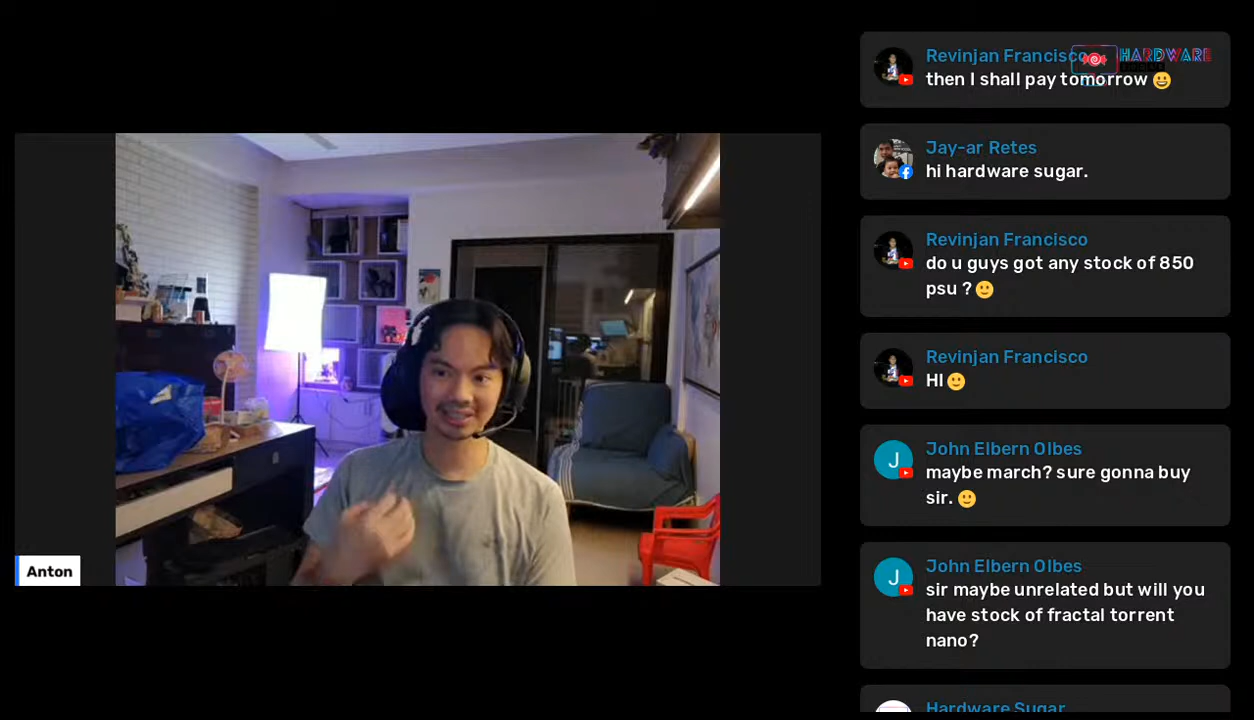 Revinjan Francisco
HARDWARE
then I shall pay tomorrow 😀
Jay-ar Retes
hi hardware sugar.
Revinjan Francisco
do u guys got any stock of 850
psu ? 🙂
Revinjan Francisco
HI 🙂
J
John Elbern Olbes
maybe march? sure gonna buy
sir. 🙂
J
John Elbern Olbes
sir maybe unrelated but will you
have stock of fractal torrent
nano?
Hardware Sugar
Anton